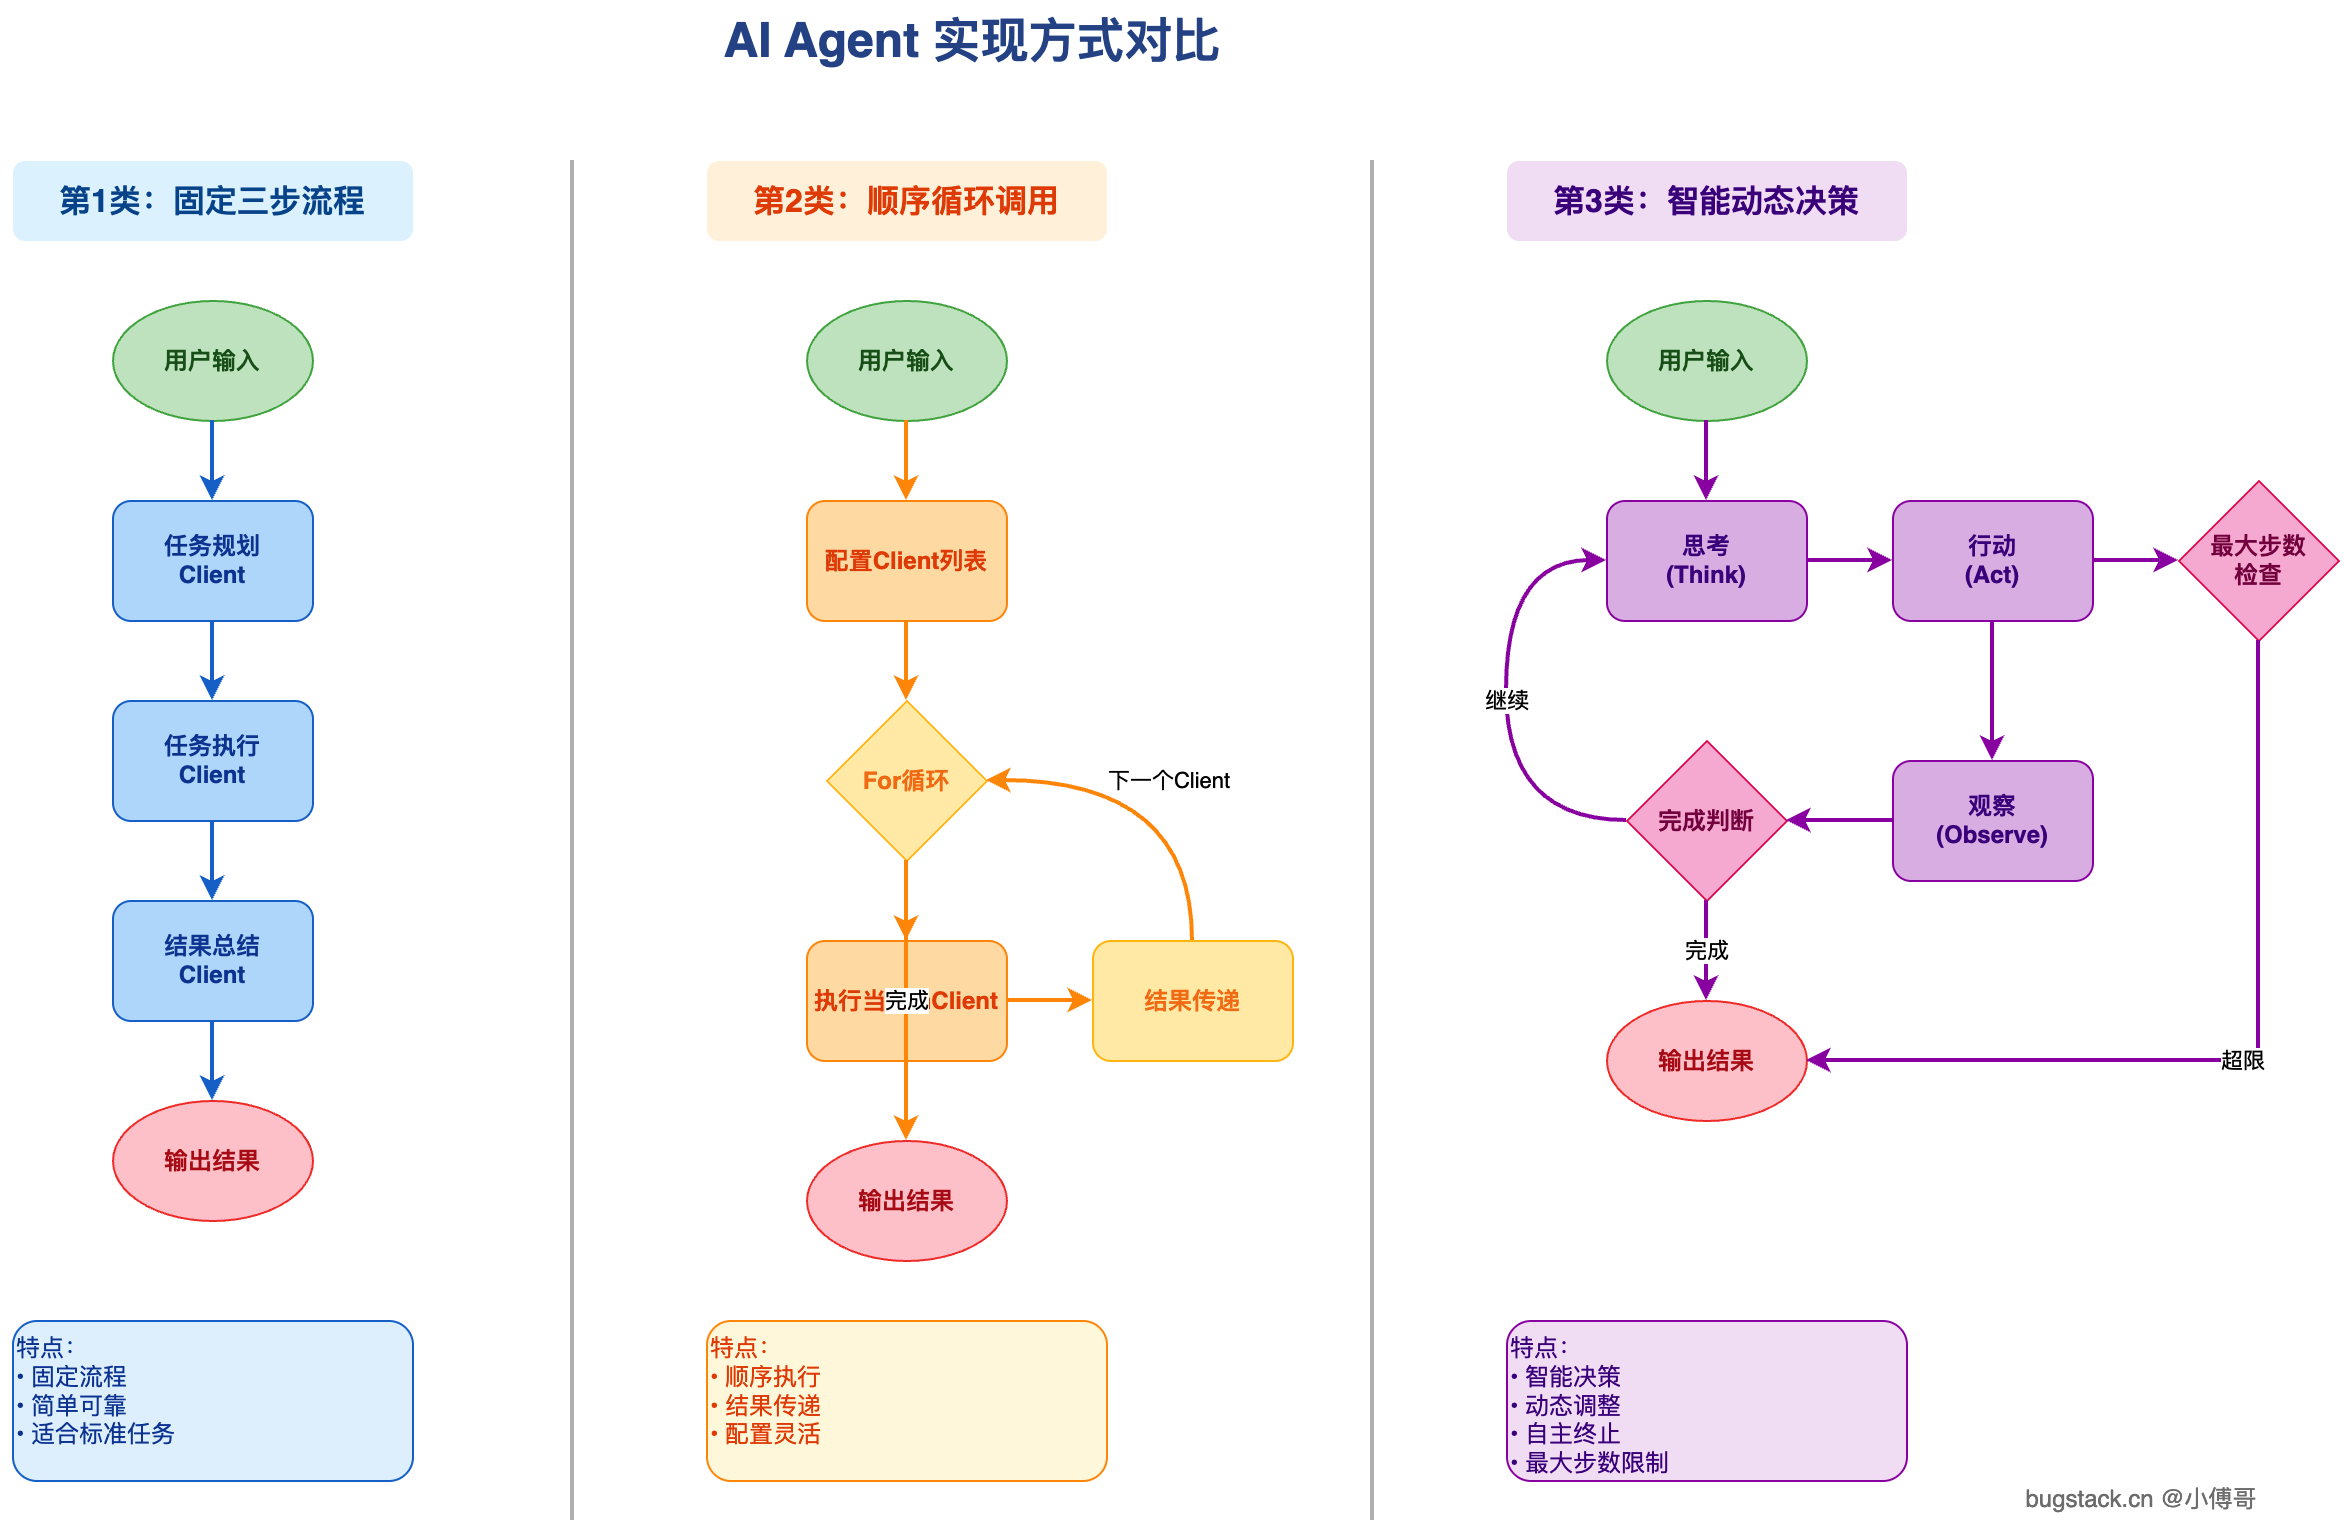 AI Agent 实现方式对比
第1类：固定三步流程
用户输入
任务规划
Client
任务执行
Client
结果总结
Client
输出结果
特点：
• 固定流程
• 简单可靠
• 适合标准任务
第2类：顺序循环调用
用户输入
配置Client列表
For循环
下一个Client
执行当
完成
Client
结果传递
输出结果
特点：
• 顺序执行
• 结果传递
• 配置灵活
第3类：智能动态决策
用户输入
思考
(Think)
行动
(Act)
最大步数
检查
继续
完成判断
观察
(Observe)
完成
输出结果
超限
特点：
• 智能决策
• 动态调整
• 自主终止
• 最大步数限制
bugstack.cn @小傅哥